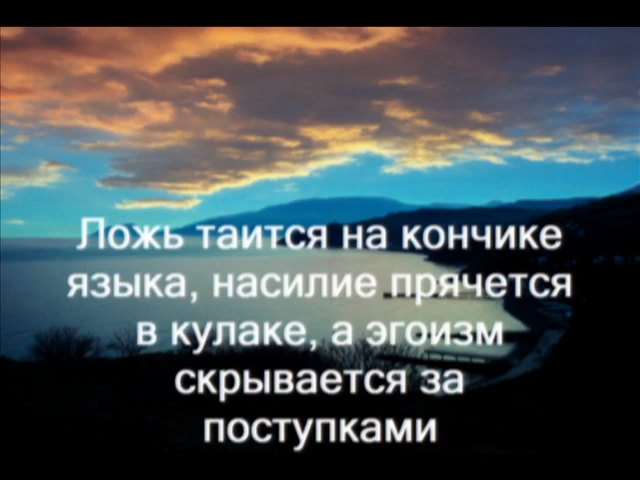 Ложь таится на кончике
языка, насилие прячется
в кулаке, а эгоизм
скрывается за
поступками